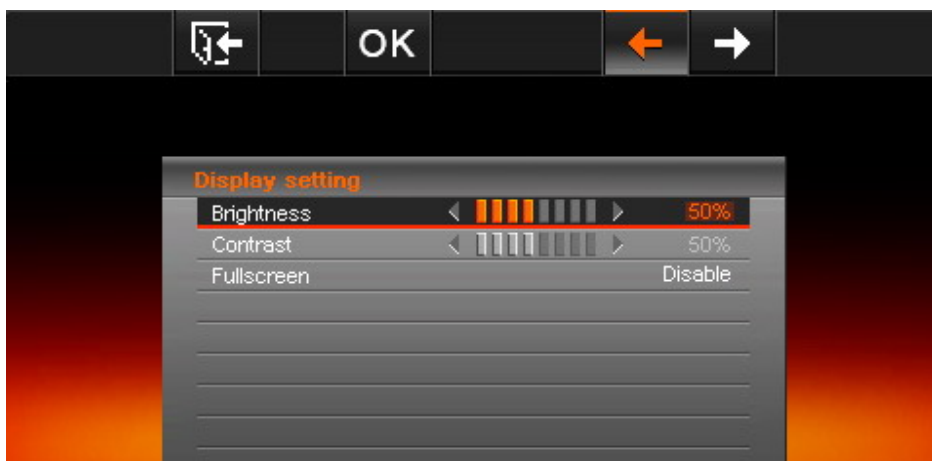 OK
Display setting
Brightness 50%
Contrast 50%
Fullscreen Disable